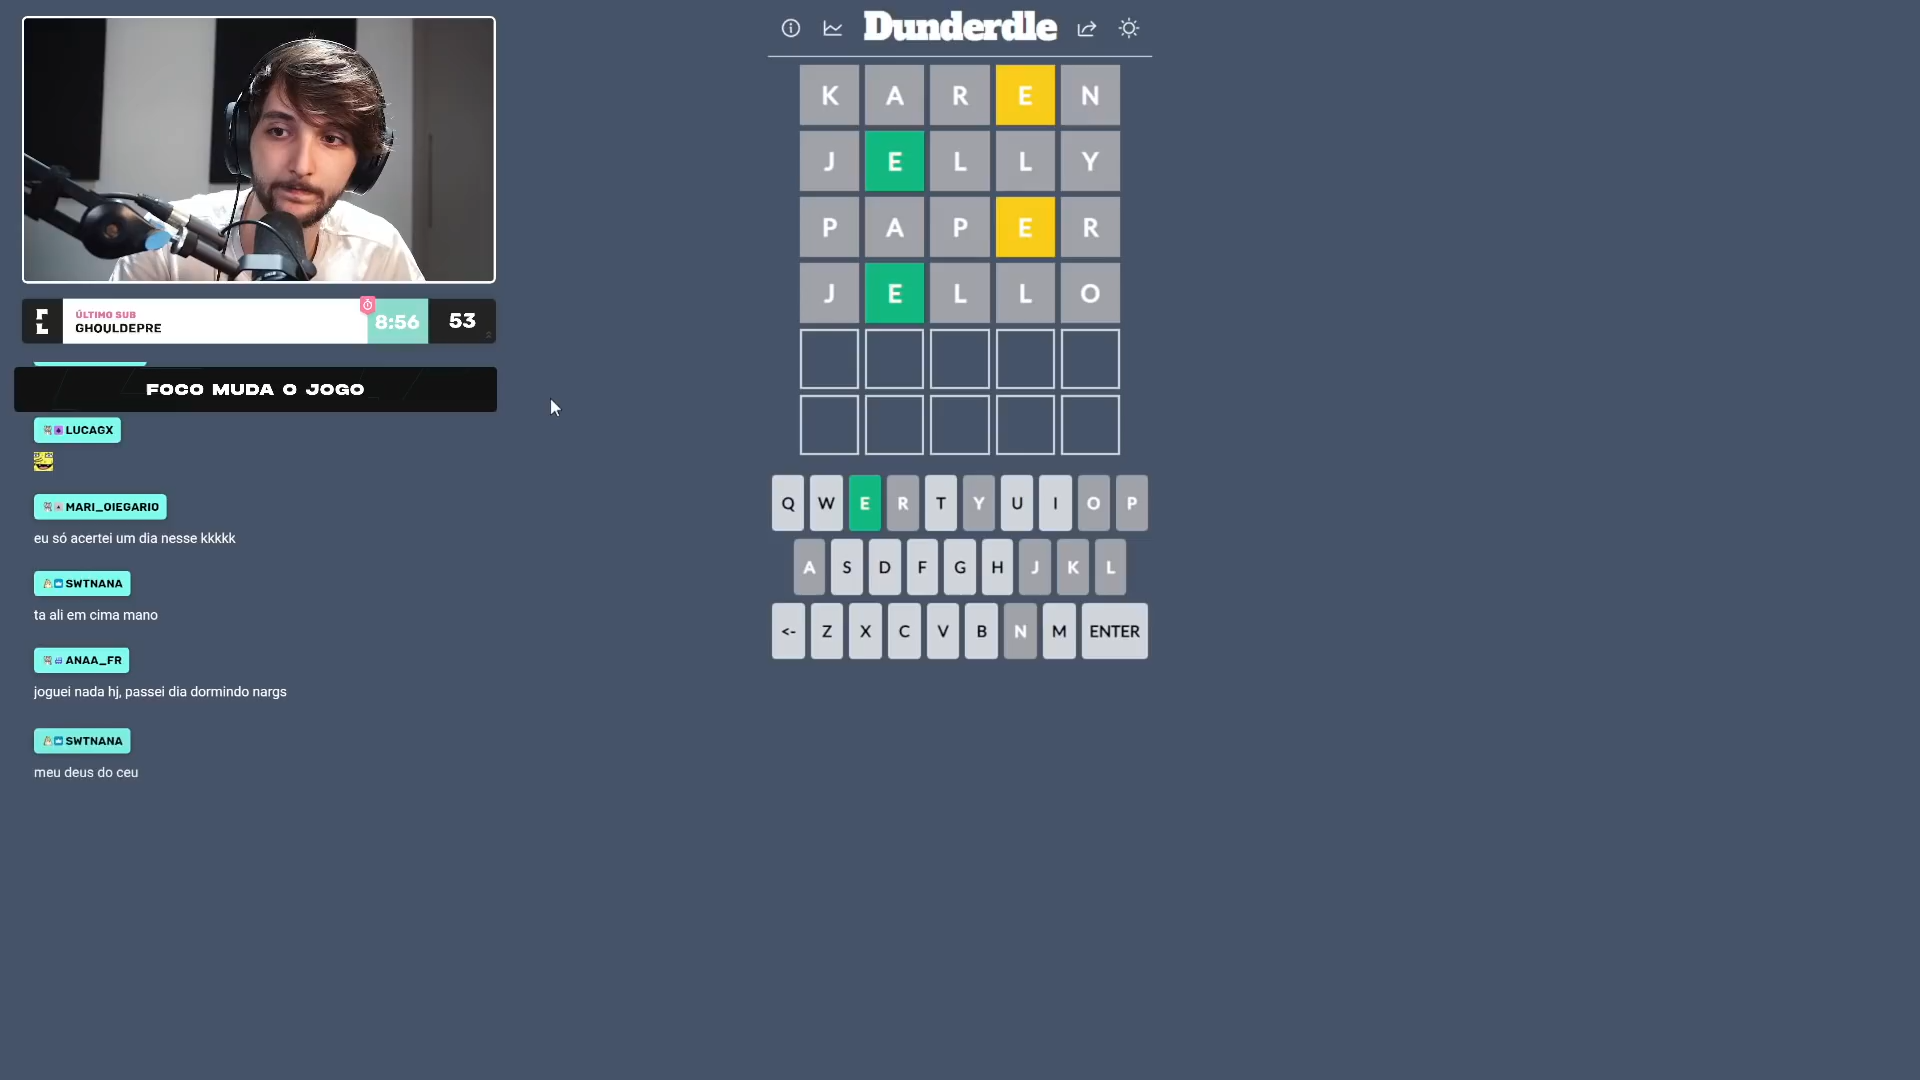 Dunderdle
K A R E N
J E L L Y
P A P E R
J E L L O
ÚLTIMO SUB
GHOULDEPRE
8:56
53
FOCO MUDA O JOGO
LUCAGX
MARI_OIEGARIO
eu só acertei um dia nesse kkkkk
SWTNANA
ta ali em cima mano
ANAA_FR
joguei nada hj, passei dia dormindo nargs
SWTNANA
meu deus do ceu
Q W E R T Y U I O P
A S D F G H J K L
<- Z X C V B N M ENTER